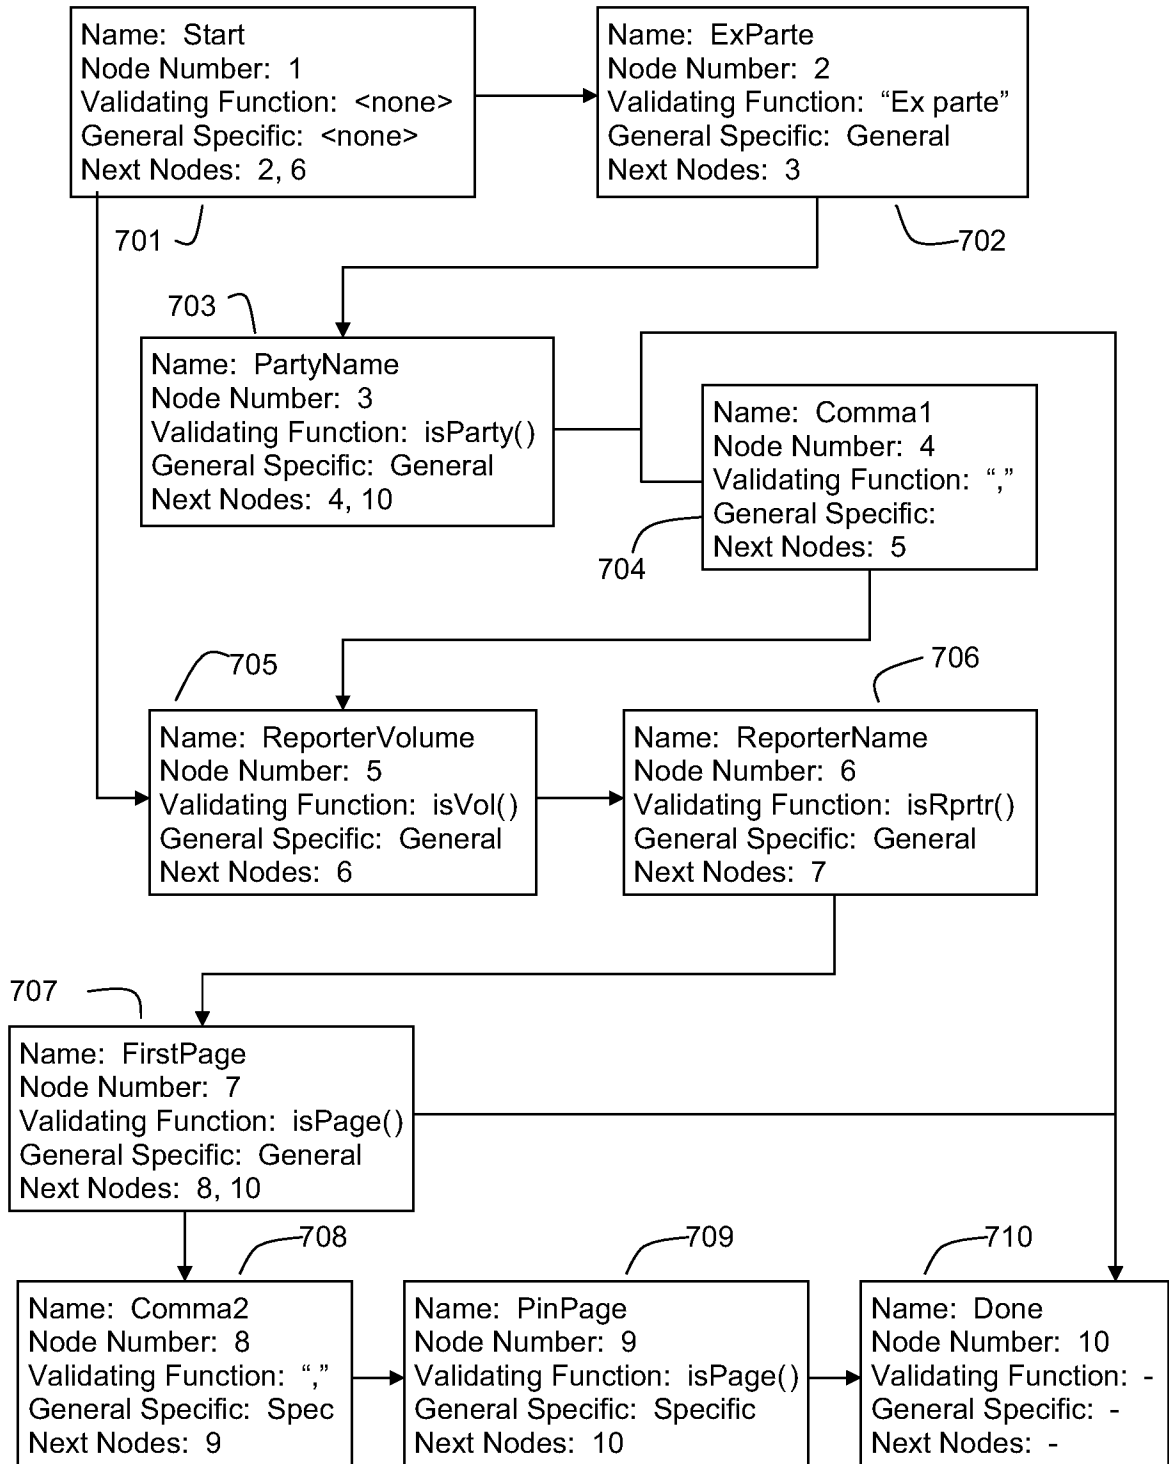 Name: Start
Node Number: 1
Validating Function: <none>
General Specific: <none>
Next Nodes: 2, 6
701
Name: ExParte
Node Number: 2
Validating Function: “Ex parte”
General Specific: General
Next Nodes: 3
702
703
Name: PartyName
Node Number: 3
Validating Function: isParty()
General Specific: General
Next Nodes: 4, 10
Name: Comma1
Node Number: 4
Validating Function: “,”
General Specific:
Next Nodes: 5
704
705
Name: ReporterVolume
Node Number: 5
Validating Function: isVol()
General Specific: General
Next Nodes: 6
706
Name: ReporterName
Node Number: 6
Validating Function: isRprtr()
General Specific: General
Next Nodes: 7
707
Name: FirstPage
Node Number: 7
Validating Function: isPage()
General Specific: General
Next Nodes: 8, 10
708
Name: Comma2
Node Number: 8
Validating Function: “,”
General Specific: Spec
Next Nodes: 9
709
Name: PinPage
Node Number: 9
Validating Function: isPage()
General Specific: Specific
Next Nodes: 10
710
Name: Done
Node Number: 10
Validating Function: -
General Specific: -
Next Nodes: -